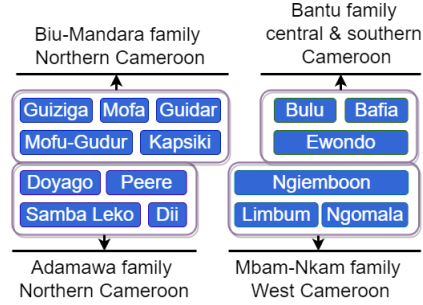 Biu-Mandara family
Northern Cameroon
Guiziga Mofa Guidar
Mofu-Gudur Kapsiki
Doyago Peere
Samba Leko Dii
Adamawa family
Northern Cameroon
Bantu family
central & southern
Cameroon
Bulu Bafia
Ewondo
Ngiemboon
Limbum Ngomala
Mbam-Nkam family
West Cameroon